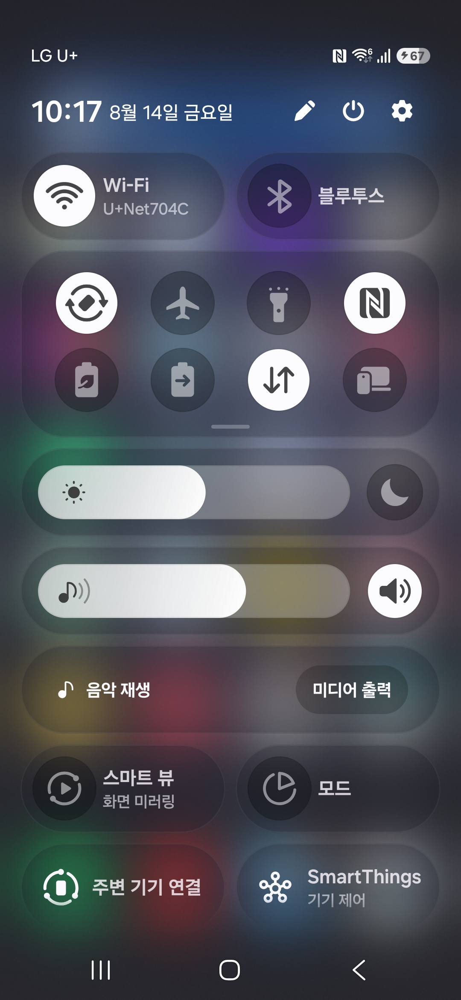 LG U+
6
67
10:17 8월 14일 금요일
Wi-Fi
U+Net704C
블루투스
음악 재생
미디어 출력
스마트 뷰
화면 미러링
모드
주변 기기 연결
SmartThings
기기 제어